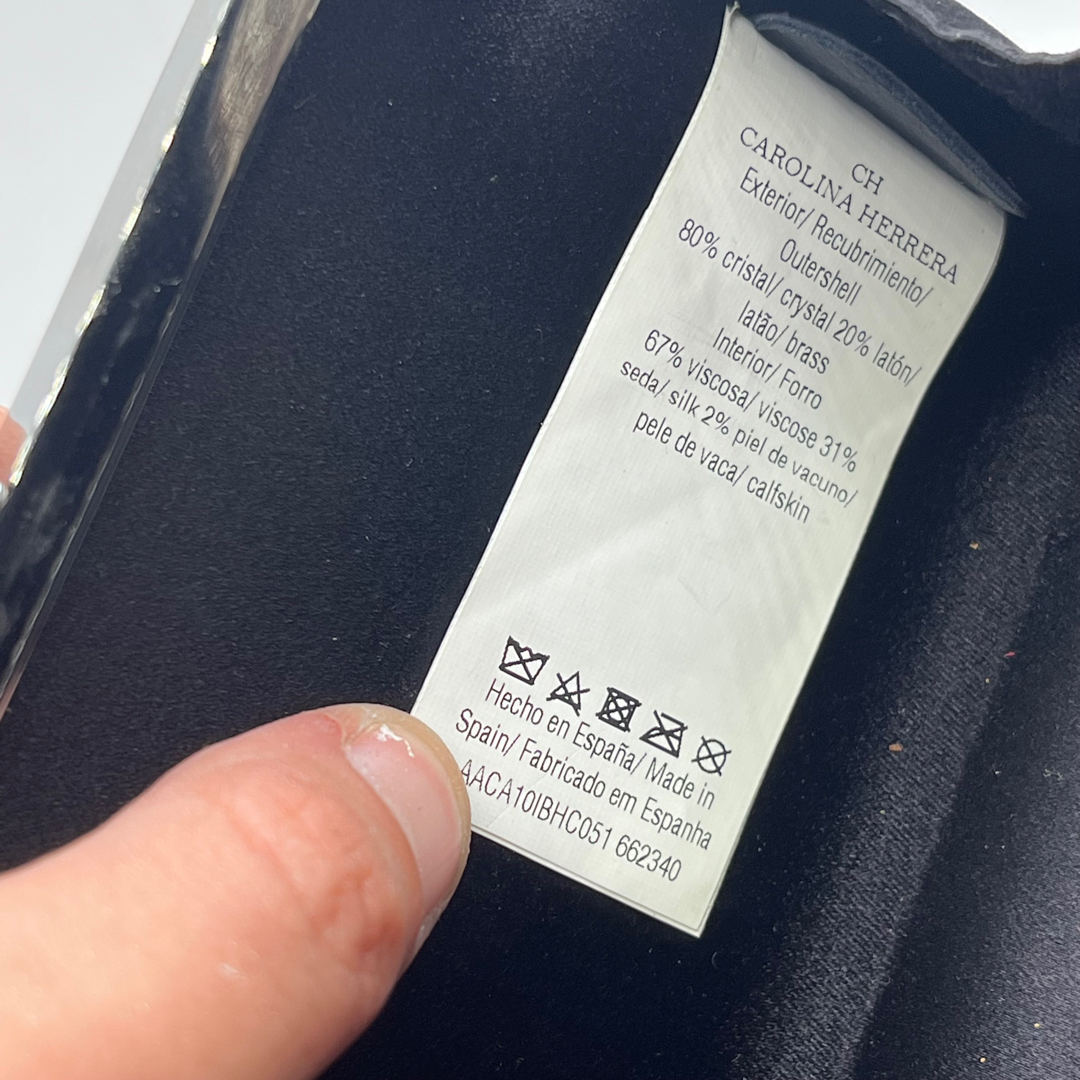 CH
CAROLINA HERRERA
Exterior/ Recubrimiento/
Outershell
80% cristal/ crystal 20% latón/
latão/ brass
Interior/ Forro
67% viscosa/ viscose 31%
seda/ silk 2% piel de vacuno/
pele de vaca/ calfskin
Hecho en España/ Made in
Spain/ Fabricado em Espanha
AACA10IBHC051 662340